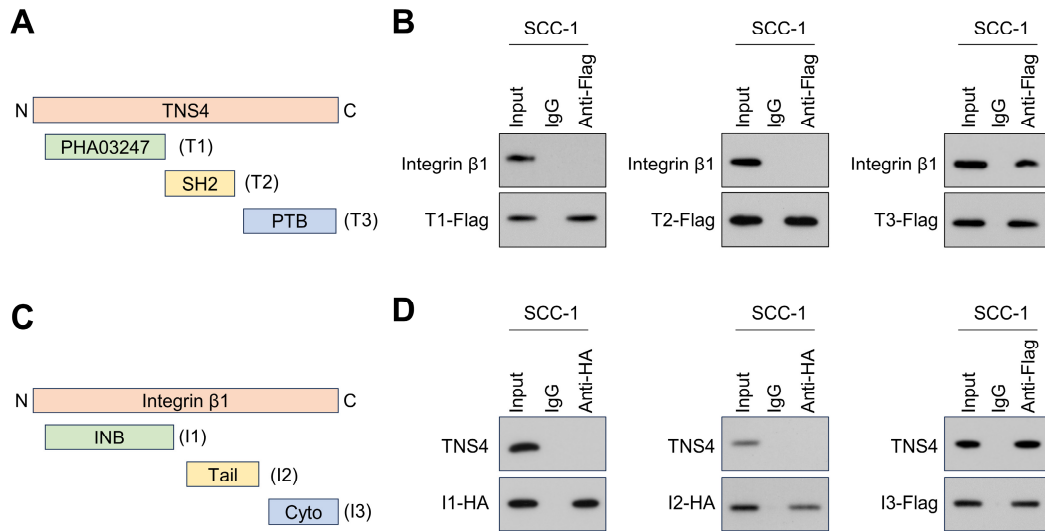 A
N TNS4 C
PHA03247 (T1)
SH2 (T2)
PTB (T3)
B
SCC-1
Input IgG Anti-Flag
Integrin β1
T1-Flag
SCC-1
Input IgG Anti-Flag
Integrin β1
T2-Flag
SCC-1
Input IgG Anti-Flag
Integrin β1
T3-Flag
C
N Integrin β1 C
INB (I1)
Tail (I2)
Cyto (I3)
D
SCC-1
Input IgG Anti-HA
TNS4
I1-HA
SCC-1
Input IgG Anti-HA
TNS4
I2-HA
SCC-1
Input IgG Anti-Flag
TNS4
I3-Flag